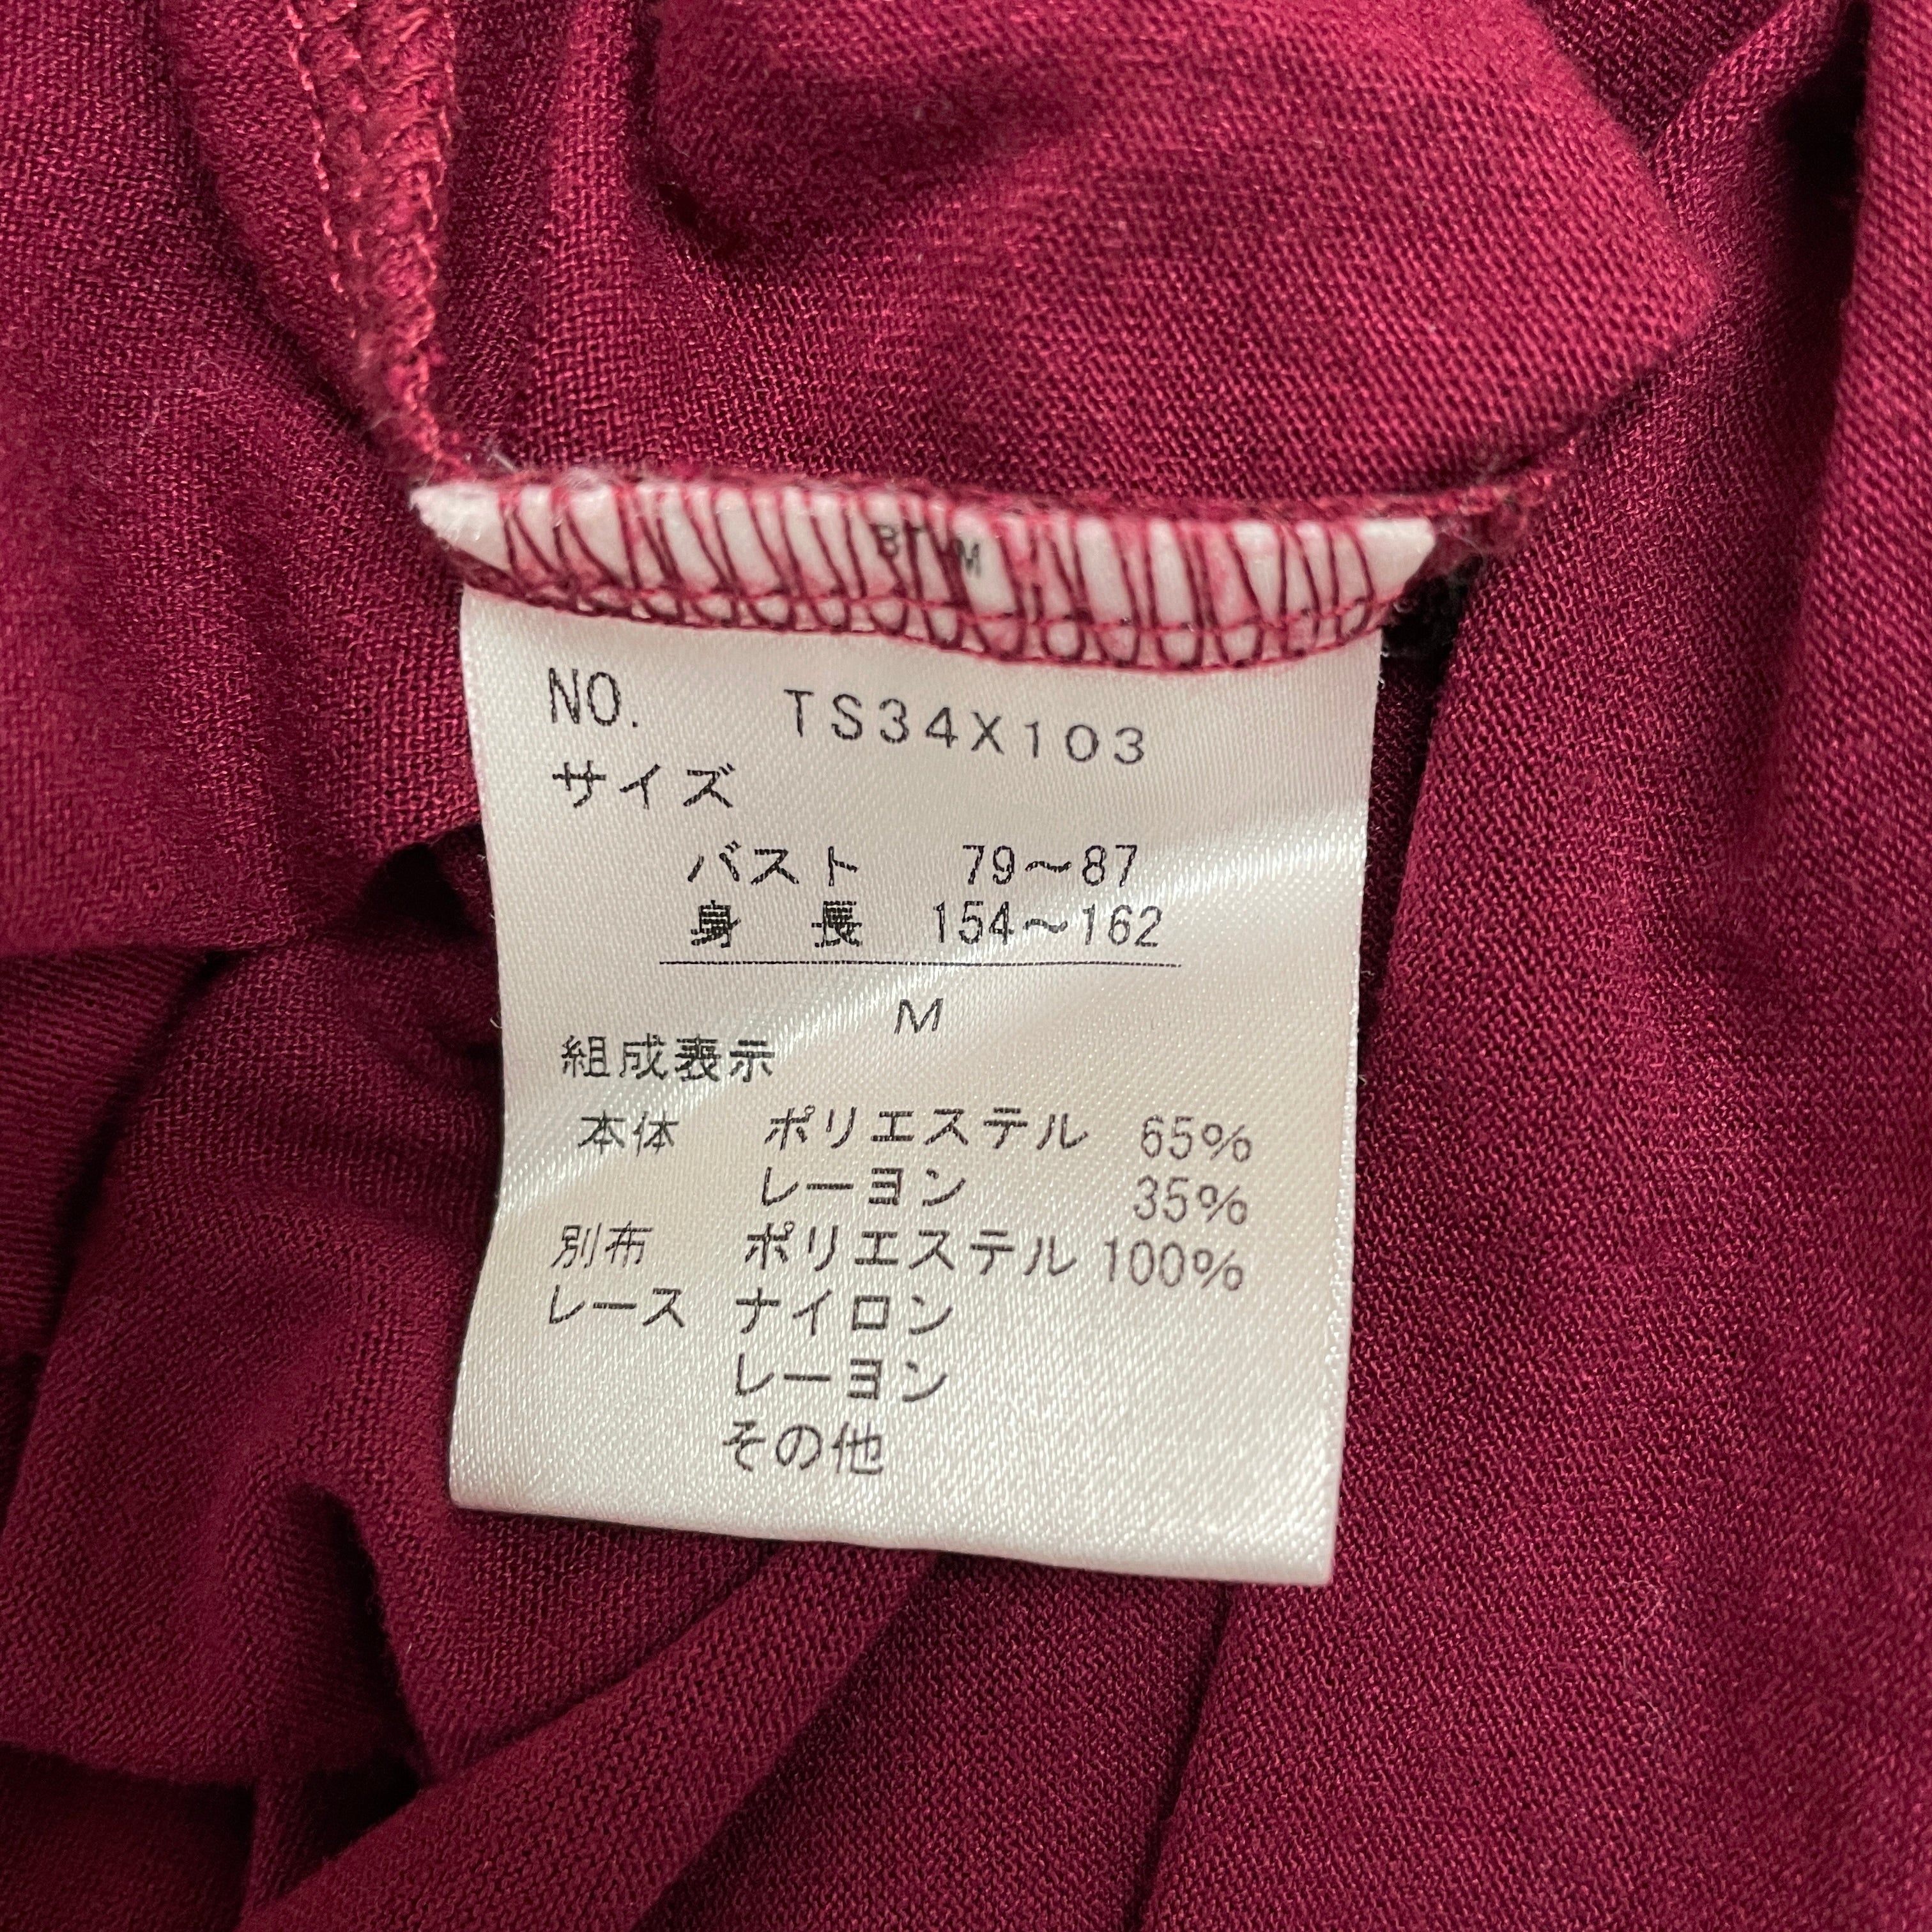 NO. TS34X103
サイズ
バスト 79～87
身 長 154～162
M
組成表示
本体 ポリエステル 65%
レーヨン 35%
別布 ポリエステル 100%
レース ナイロン
レーヨン
その他